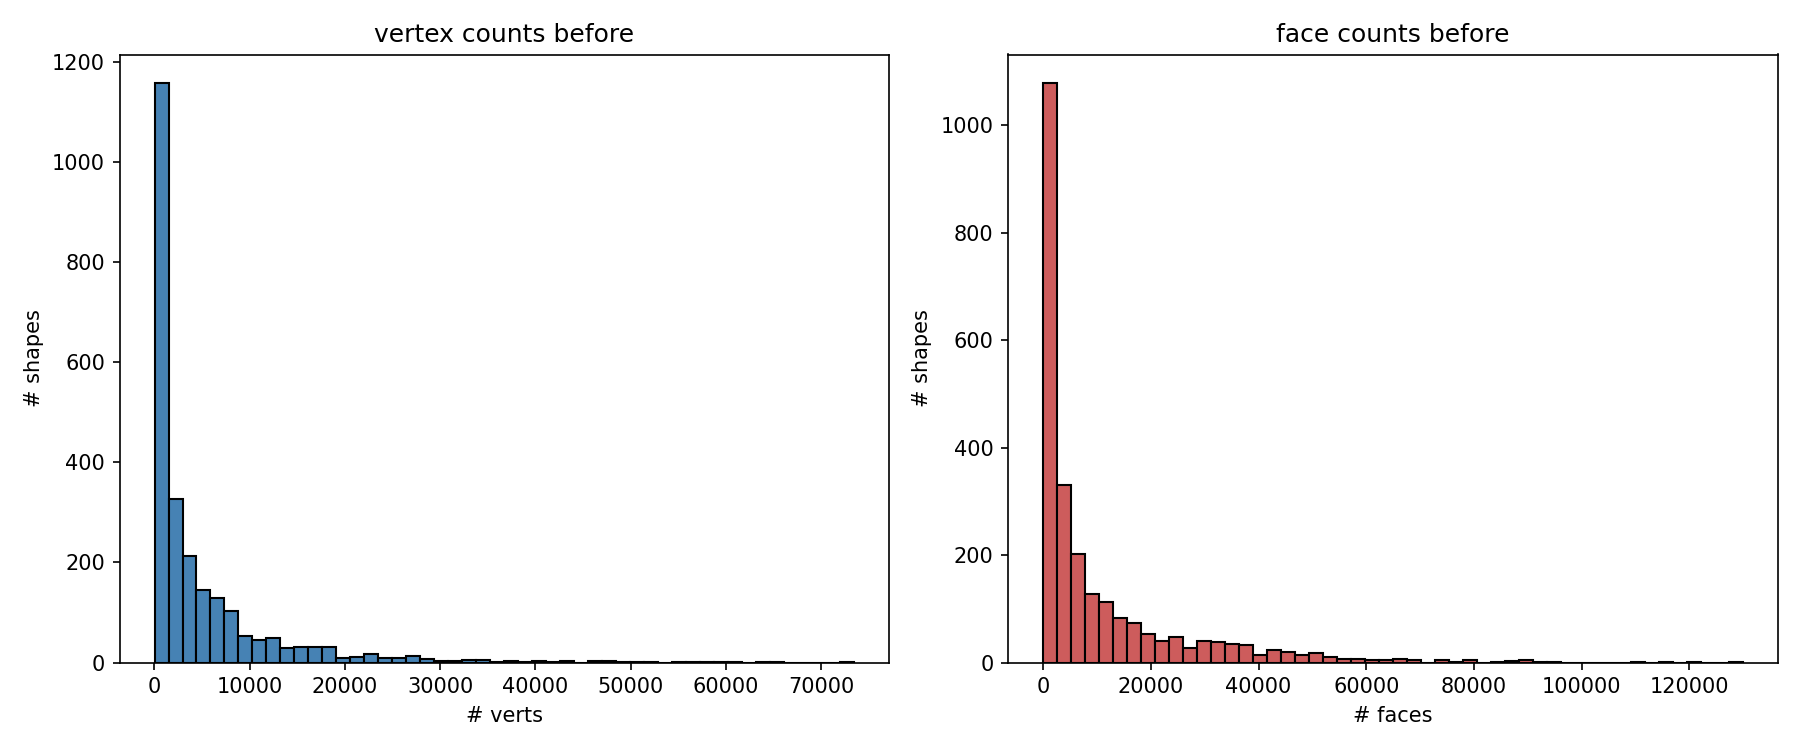 vertex counts before
1200
1000
800
600
400
200
0
# shapes
0 10000 20000 30000 40000 50000 60000 70000
# verts
face counts before
1000
800
600
400
200
0
# shapes
0 20000 40000 60000 80000 100000 120000
# faces